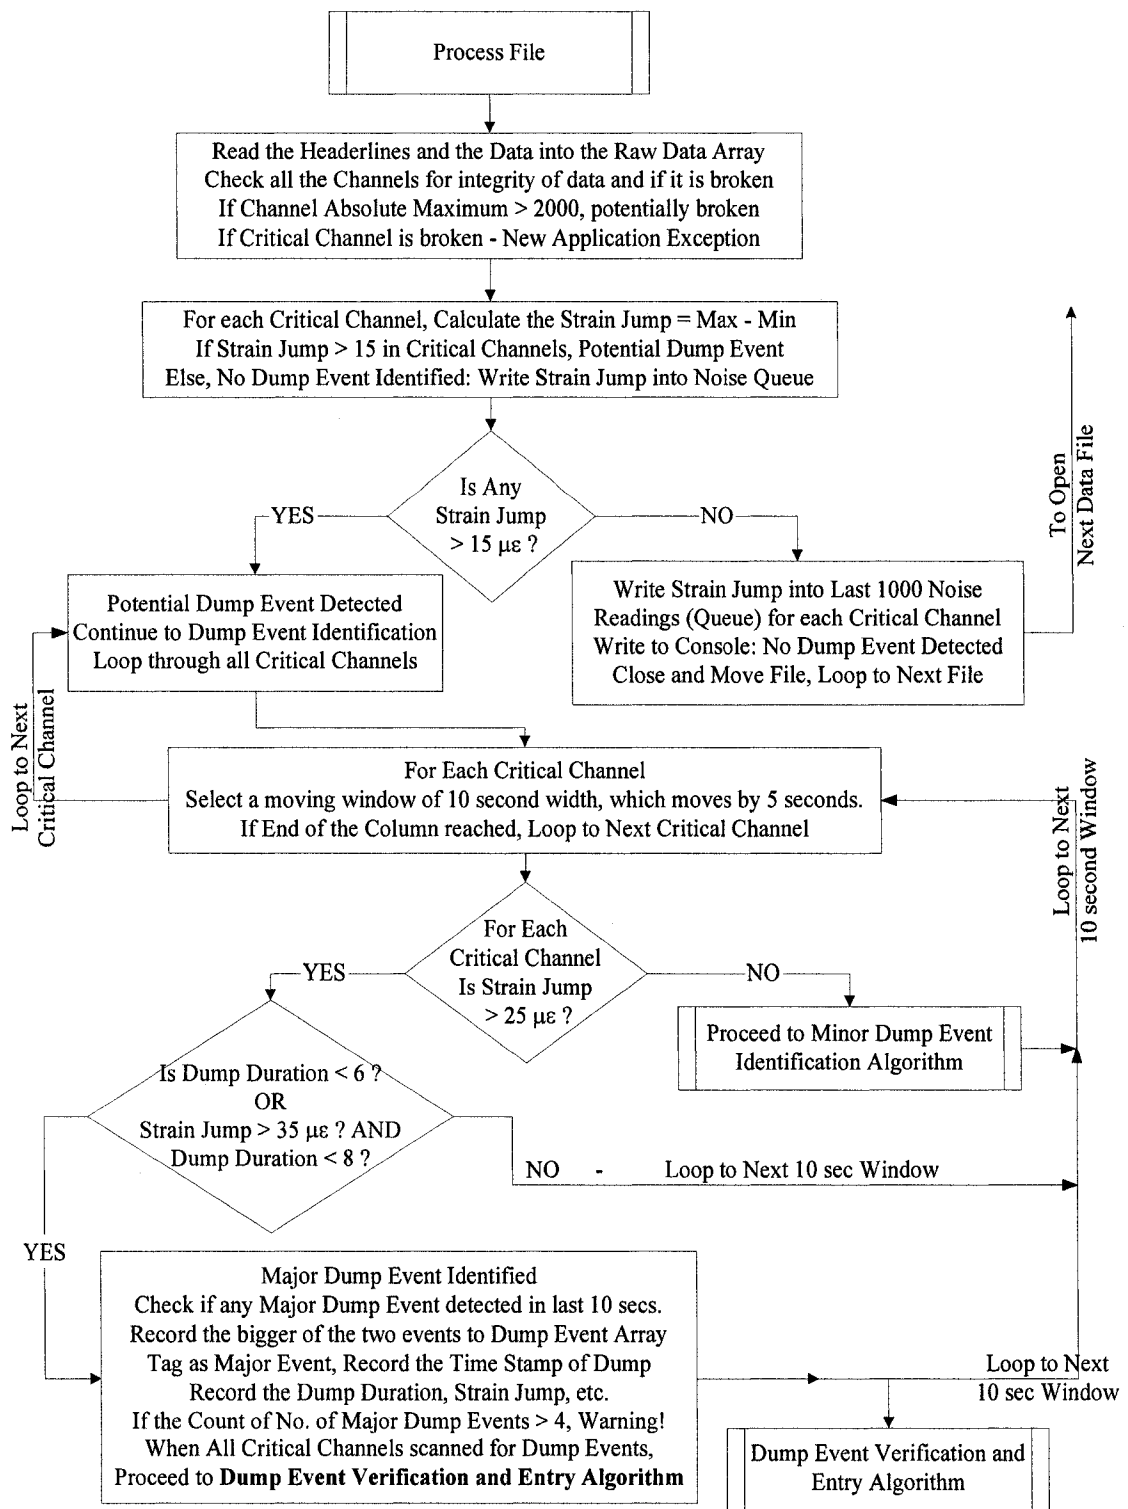 Process File
Read the Headerlines and the Data into the Raw Data Array
Check all the Channels for integrity of data and if it is broken
If Channel Absolute Maximum > 2000, potentially broken
If Critical Channel is broken - New Application Exception
For each Critical Channel, Calculate the Strain Jump = Max - Min
If Strain Jump > 15 in Critical Channels, Potential Dump Event
Else, No Dump Event Identified: Write Strain Jump into Noise Queue
Is Any
Strain Jump
> 15 με ?
YES
NO
To Open
Next Data File
Potential Dump Event Detected
Continue to Dump Event Identification
Loop through all Critical Channels
Write Strain Jump into Last 1000 Noise
Readings (Queue) for each Critical Channel
Write to Console: No Dump Event Detected
Close and Move File, Loop to Next File
Loop to Next
Critical Channel
For Each Critical Channel
Select a moving window of 10 second width, which moves by 5 seconds.
If End of the Column reached, Loop to Next Critical Channel
Loop to Next
10 second Window
For Each
Critical Channel
Is Strain Jump
> 25 με ?
YES
NO
Proceed to Minor Dump Event
Identification Algorithm
Is Dump Duration < 6 ?
OR
Strain Jump > 35 με ? AND
Dump Duration < 8 ?
NO - Loop to Next 10 sec Window
YES
Major Dump Event Identified
Check if any Major Dump Event detected in last 10 secs.
Record the bigger of the two events to Dump Event Array
Tag as Major Event, Record the Time Stamp of Dump
Record the Dump Duration, Strain Jump, etc.
If the Count of No. of Major Dump Events > 4, Warning!
When All Critical Channels scanned for Dump Events,
Proceed to Dump Event Verification and Entry Algorithm
Loop to Next
10 sec Window
Dump Event Verification and
Entry Algorithm